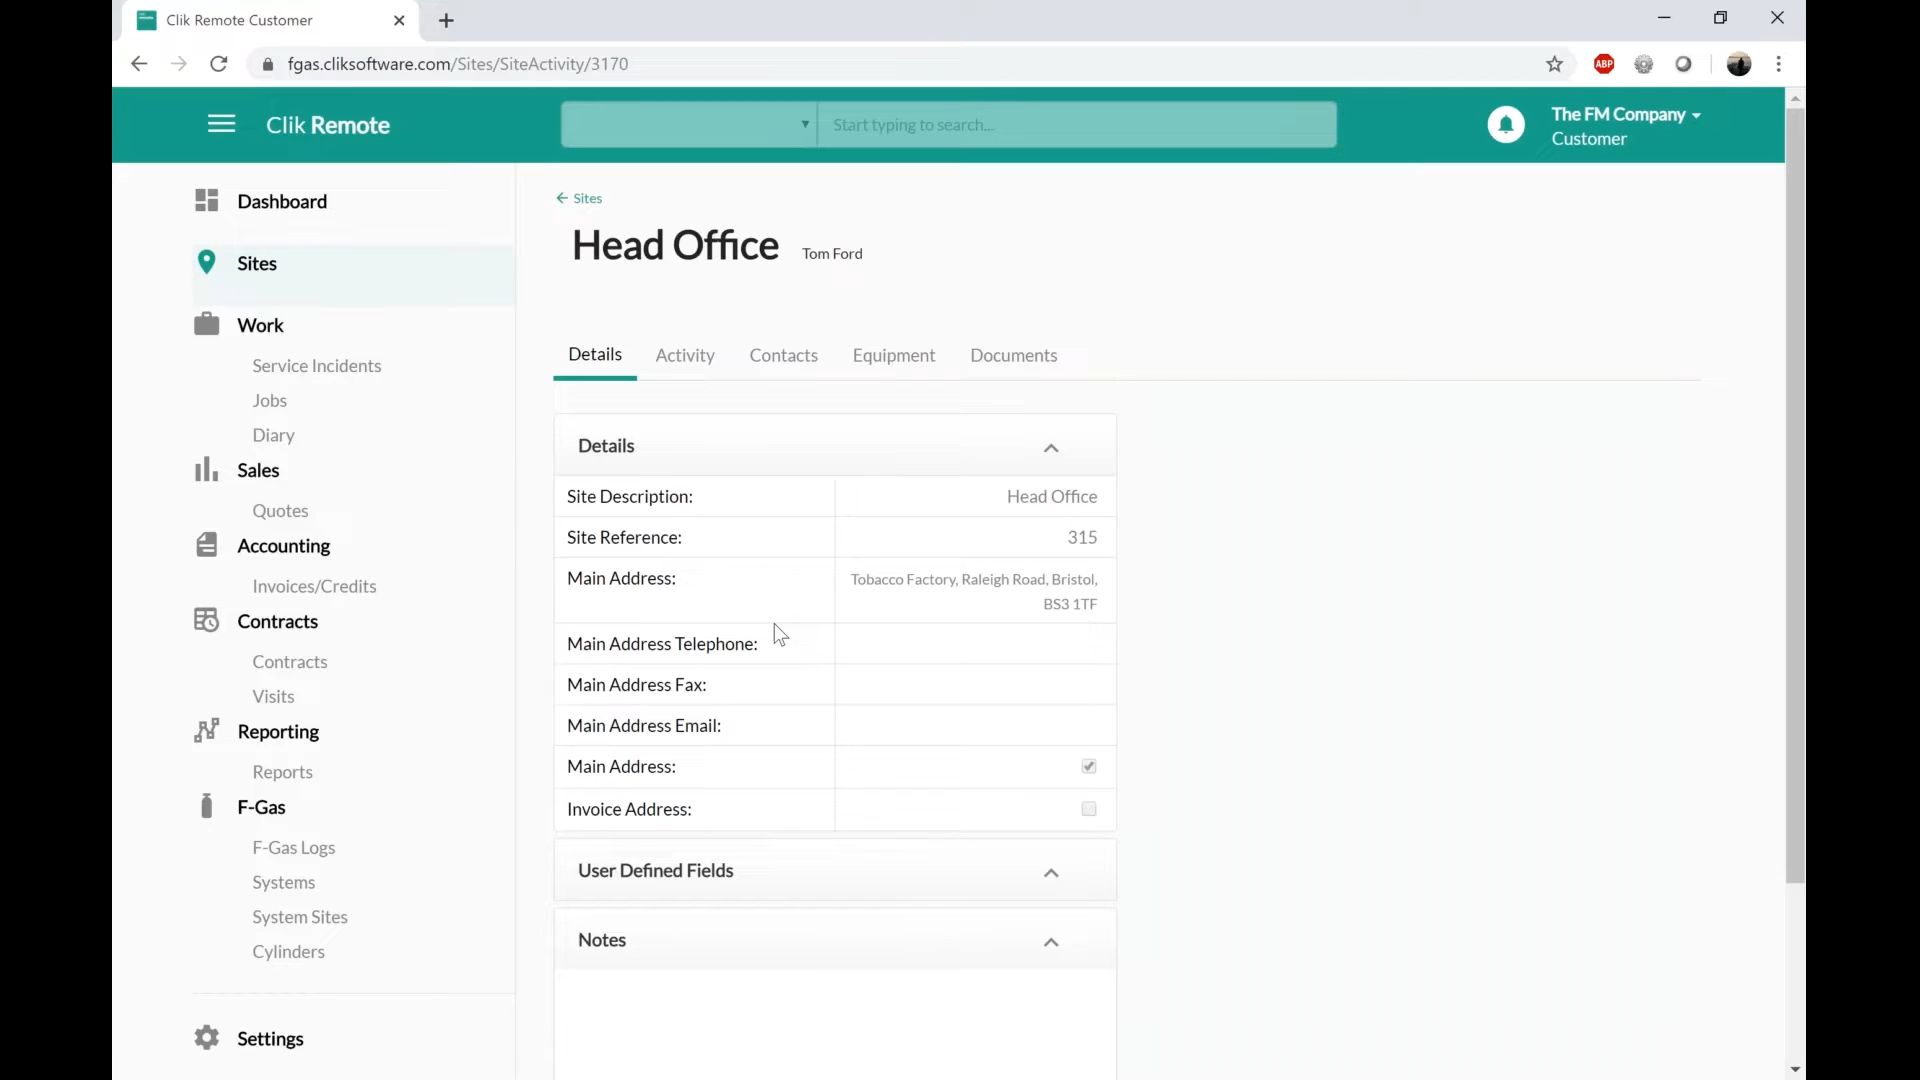 Clik Remote Customer
fgas.cliksoftware.com/Sites/SiteActivity/3170
ABP
Clik Remote
Start typing to search...
The FM Company
Customer
Dashboard
Sites
Work
Service Incidents
Jobs
Diary
Sales
Quotes
Accounting
Invoices/Credits
Contracts
Contracts
Visits
Reporting
Reports
F-Gas
F-Gas Logs
Systems
System Sites
Cylinders
Settings
Sites
Head Office Tom Ford
Details Activity Contacts Equipment Documents
Details
Site Description: Head Office
Site Reference: 315
Main Address: Tobacco Factory, Raleigh Road, Bristol,
BS3 1TF
Main Address Telephone:
Main Address Fax:
Main Address Email:
Main Address:
Invoice Address:
User Defined Fields
Notes